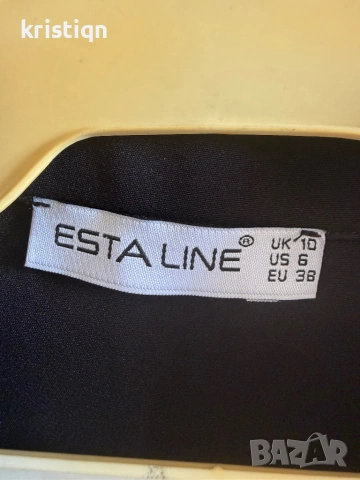 kristiqn
ESTA LINE®
UK 10
US 6
EU 38
BAZAR